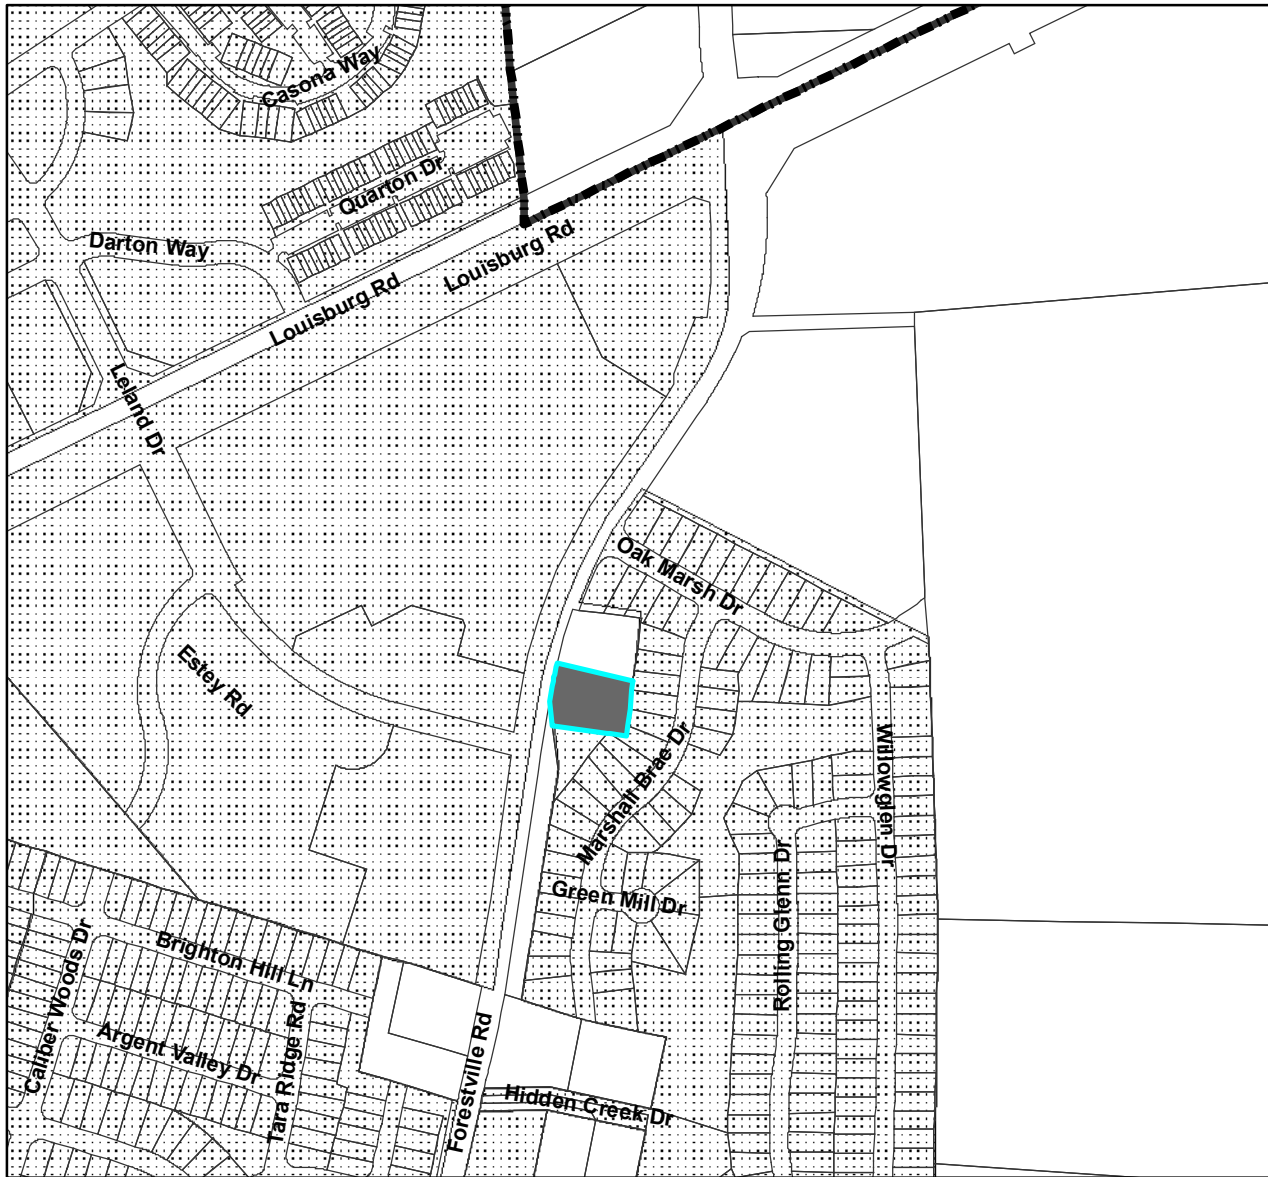 Casona Way
Quarton Dr
Darton Way
Louisburg Rd
Louisburg Rd
Leland Dr
Oak Marsh Dr
Estey Rd
Marshall Brae Dr
Willowglen Dr
Green Mill Dr
Rolling Glenn Dr
Brighton Hill Ln
Caliber Woods Dr
Argent Valley Dr
Tara Ridge Rd
Forestville Rd
Hidden Creek Dr